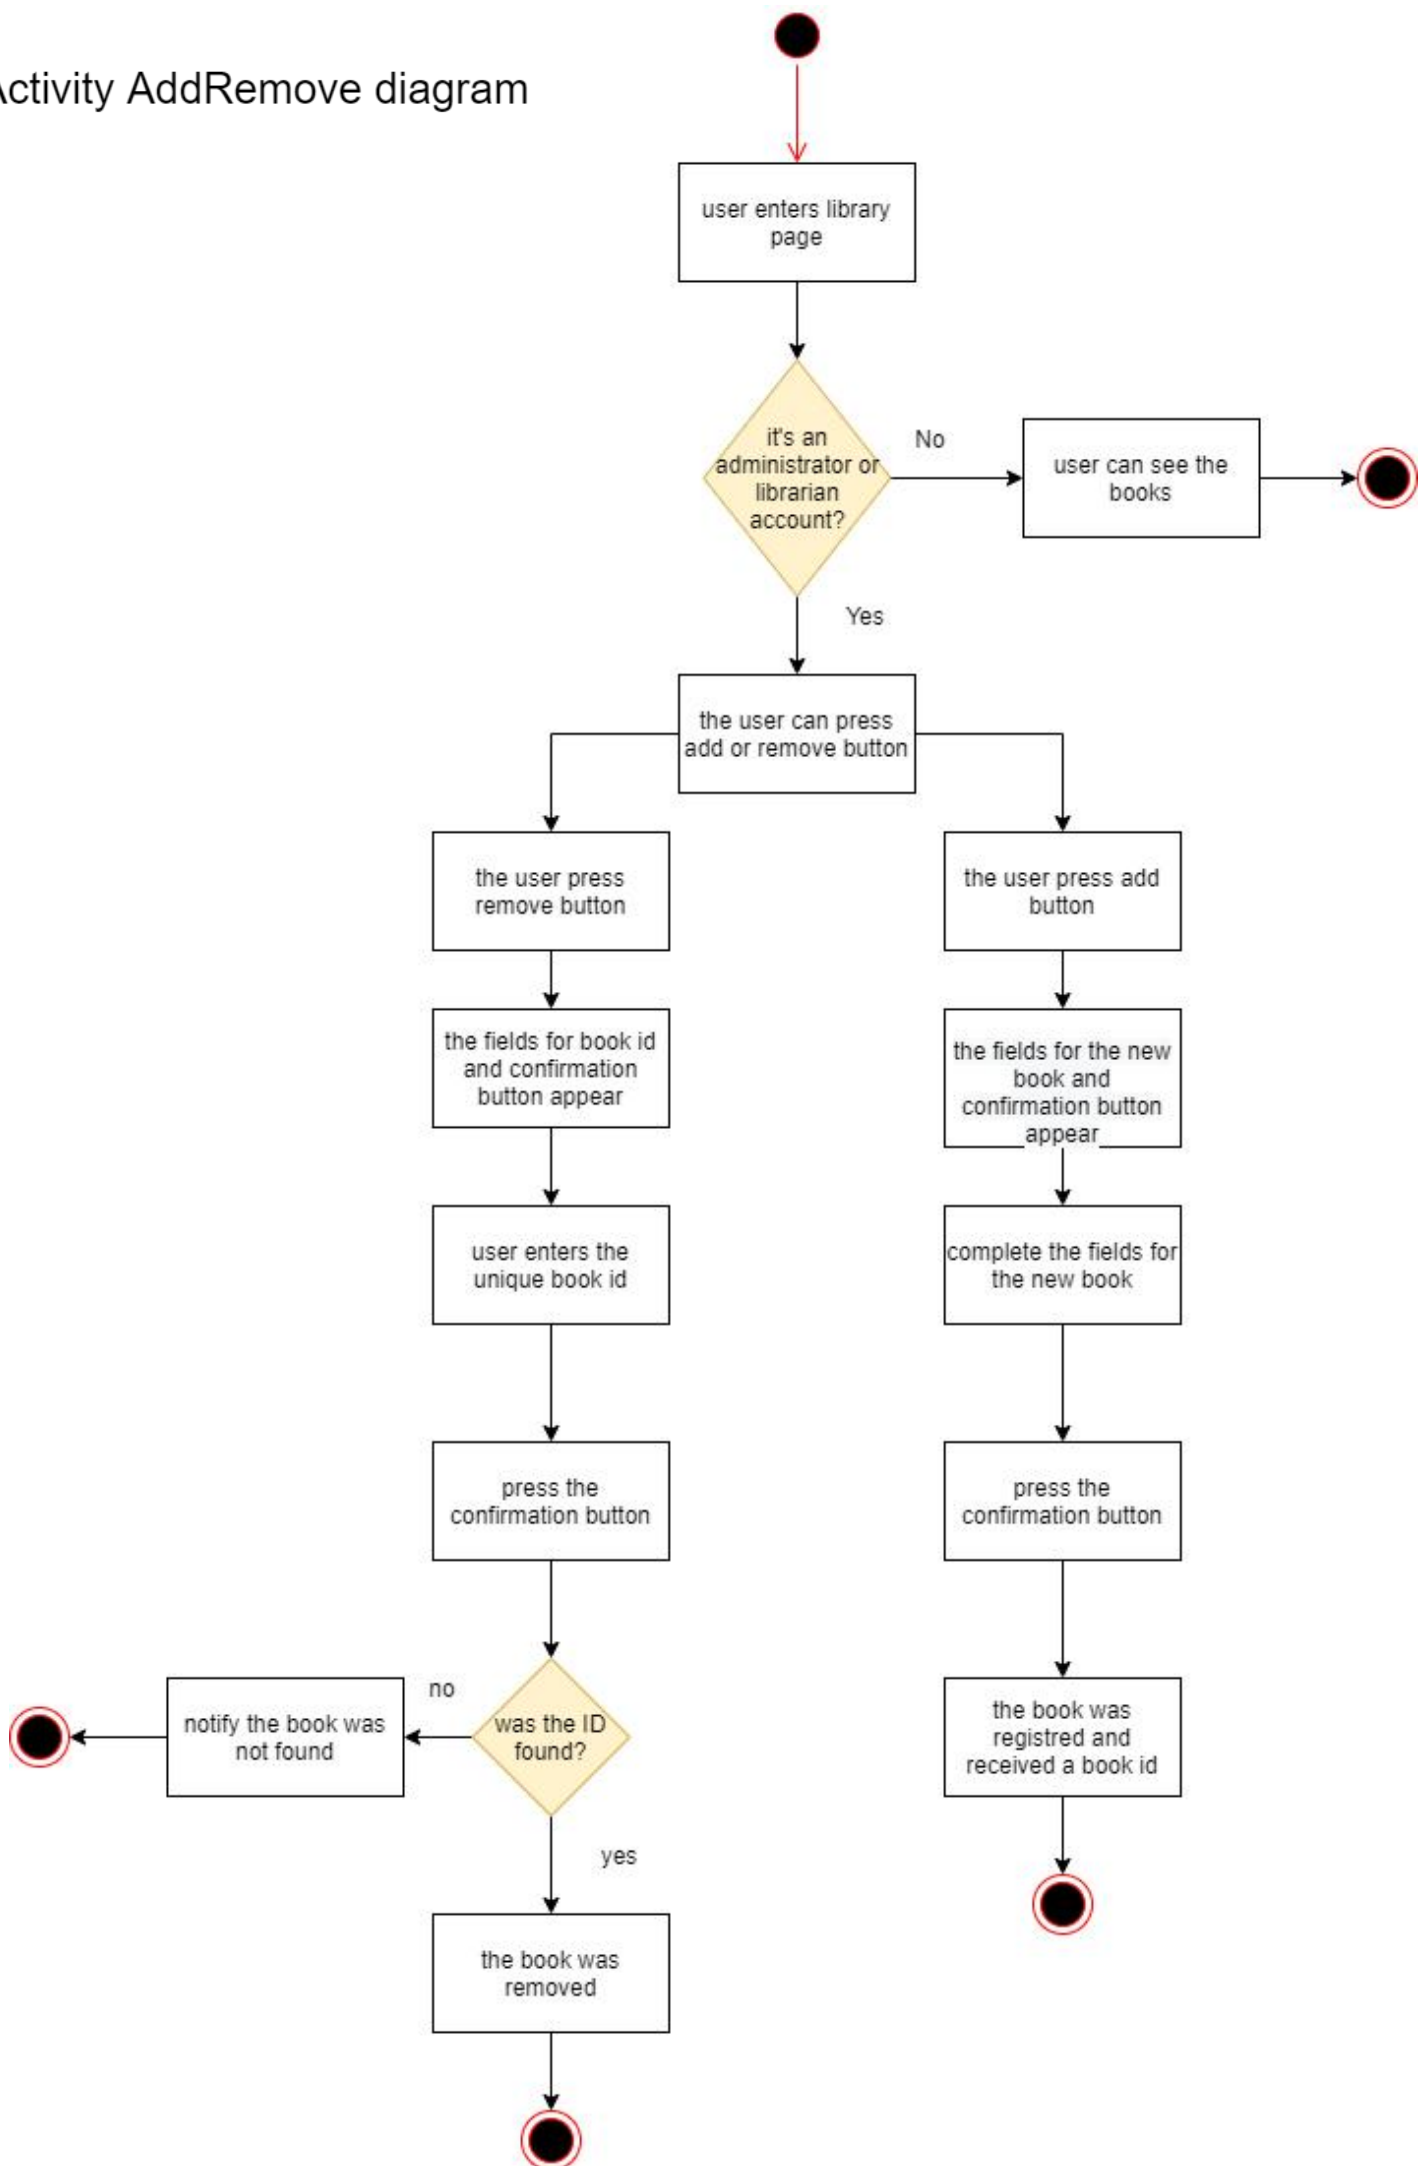 Activity AddRemove diagram
user enters library
page
it's an
administrator or
librarian
account?
No
user can see the
books
Yes
the user can press
add or remove button
the user press
remove button
the user press add
button
the fields for book id
and confirmation
button appear
the fields for the new
book and
confirmation button
appear
user enters the
unique book id
complete the fields for
the new book
press the
confirmation button
press the
confirmation button
notify the book was
not found
no
was the ID
found?
the book was
registred and
received a book id
yes
the book was
removed